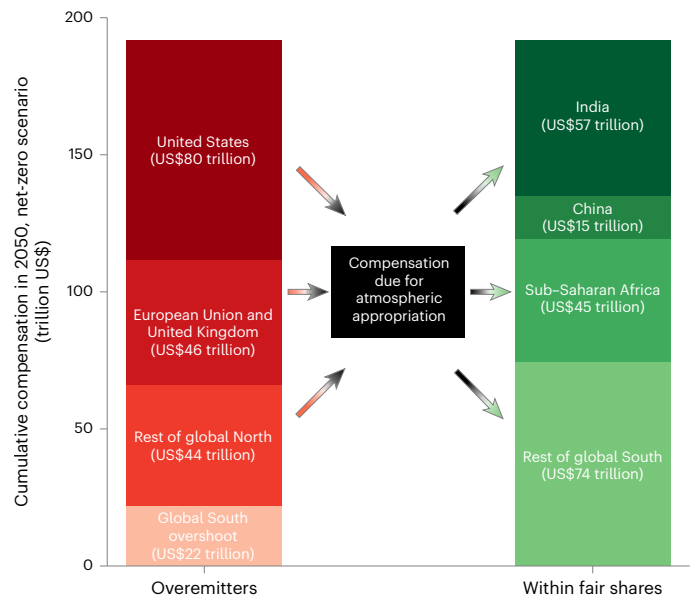 Cumulative compensation in 2050, net-zero scenario
(trillion US$)
200
150
100
50
0
United States
(US$80 trillion)
European Union and
United Kingdom
(US$46 trillion)
Rest of global North
(US$44 trillion)
Global South
overshoot
(US$22 trillion)
Compensation
due for
atmospheric
appropriation
India
(US$57 trillion)
China
(US$15 trillion)
Sub–Saharan Africa
(US$45 trillion)
Rest of global South
(US$74 trillion)
Overemitters
Within fair shares